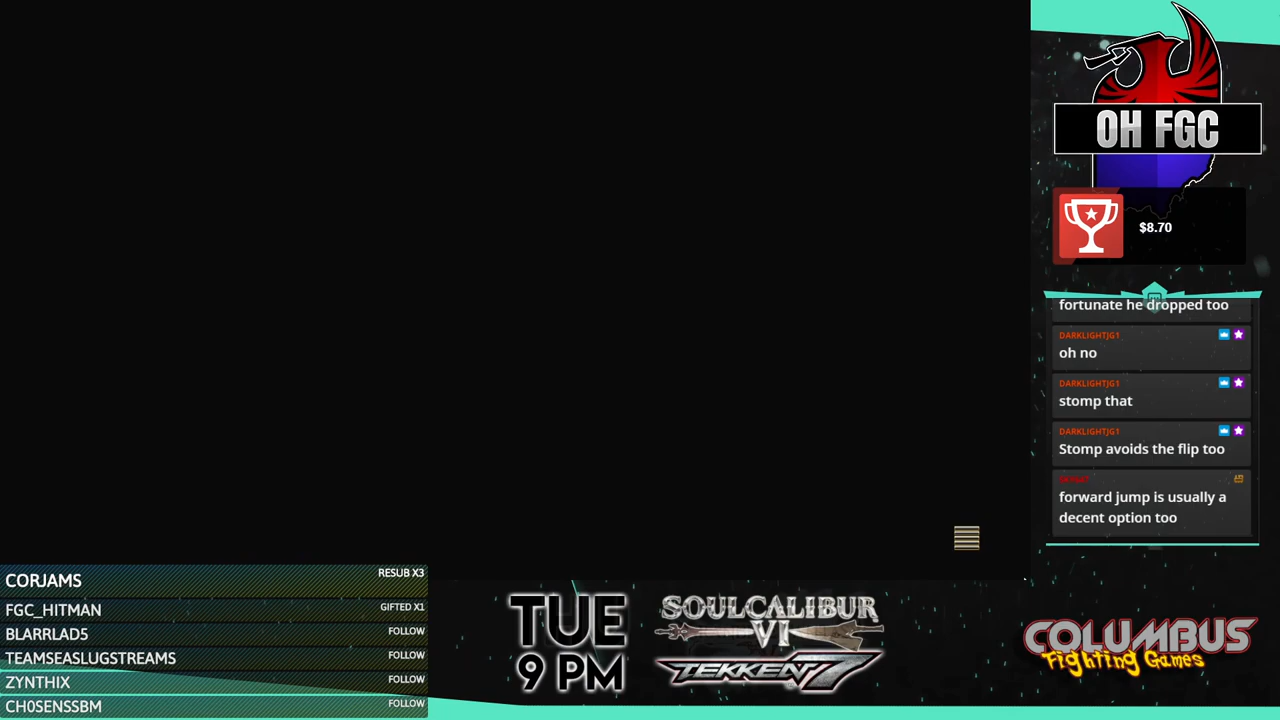 OH FGC
$8.70
fortunate he dropped too
DARKLIGHTJG1
oh no
DARKLIGHTJG1
stomp that
DARKLIGHTJG1
Stomp avoids the flip too
forward jump is usually a
decent option too
CORJAMS RESUB X3
FGC_HITMAN GIFTED X1
BLARRLAD5 FOLLOW
TEAMSEASLUGSTREAMS FOLLOW
ZYNTHIX FOLLOW
CH0SENSSBM FOLLOW
TUE
9 PM
SOULCALIBUR
VI
TEKKEN 7
COLUMBUS
Fighting Games